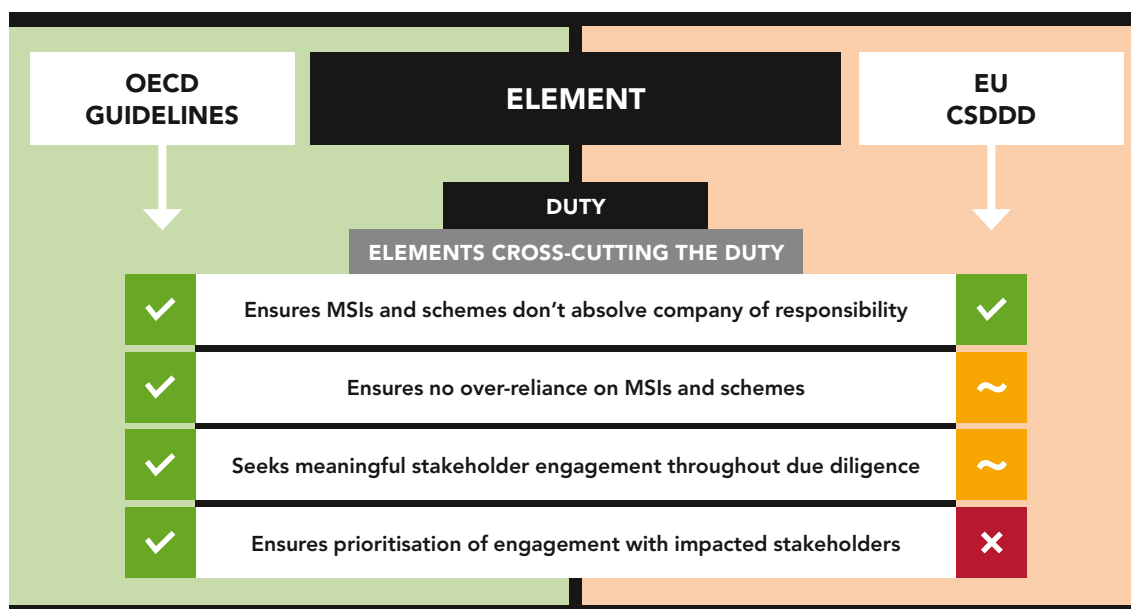 OECD
GUIDELINES
ELEMENT
EU
CSDDD
DUTY
ELEMENTS CROSS-CUTTING THE DUTY
Ensures MSIs and schemes don’t absolve company of responsibility
Ensures no over-reliance on MSIs and schemes
Seeks meaningful stakeholder engagement throughout due diligence
Ensures prioritisation of engagement with impacted stakeholders